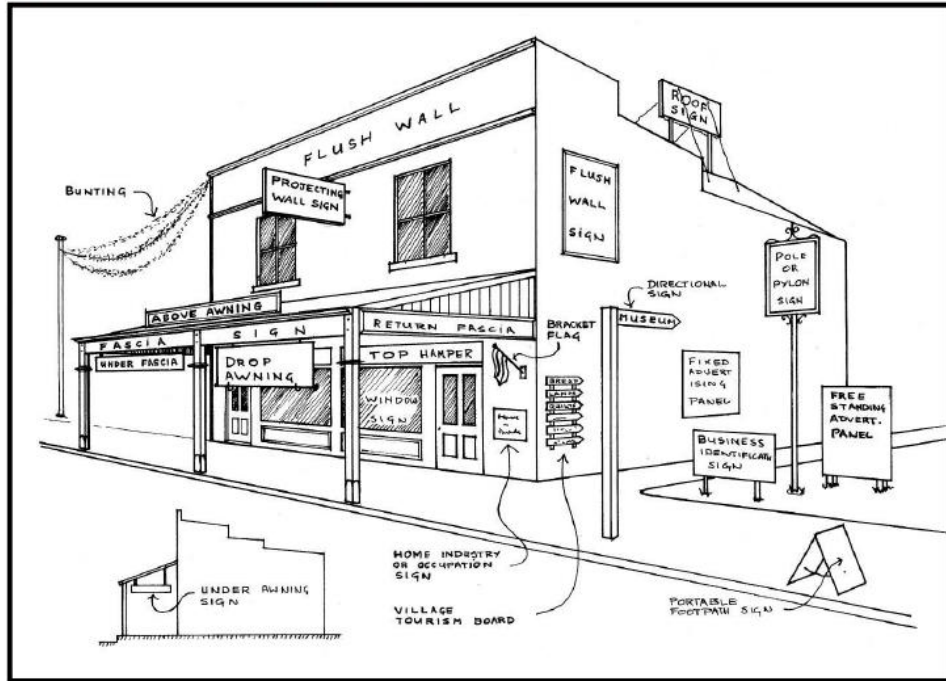 FLUSH WALL
ROOF
SIGN
BUNTING
PROJECTING
WALL SIGN
FLUSH
WALL
SIGN
POLE
OR
PYLON
SIGN
DIRECTIONAL
SIGN
MUSEUM
ABOVE AWNING
FASCIA SIGN
RETURN FASCIA
BRACKET
FLAG
UNDER FASCIA
DROP
AWNING
TOP HAMPER
WINDOW
SIGN
BREAD
FIXED
ADVERT
ISING
PANEL
FREE
STANDING
ADVERT.
PANEL
BUSINESS
IDENTIFICATN
SIGN
HOME INDUSTRY
OR OCCUPATION
SIGN
VILLAGE
TOURISM BOARD
PORTABLE
FOOTPATH SIGN
UNDER AWNING
SIGN